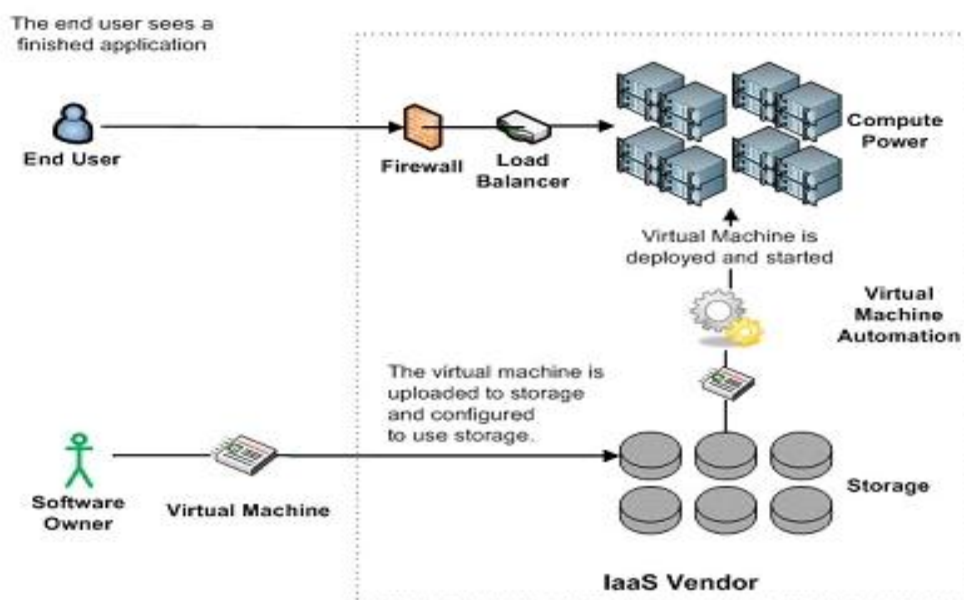 The end user sees a
finished application
End User
Firewall
Load
Balancer
Compute
Power
Virtual Machine is
deployed and started
Virtual
Machine
Automation
The virtual machine is
uploaded to storage
and configured
to use storage.
Software
Owner
Virtual Machine
Storage
IaaS Vendor